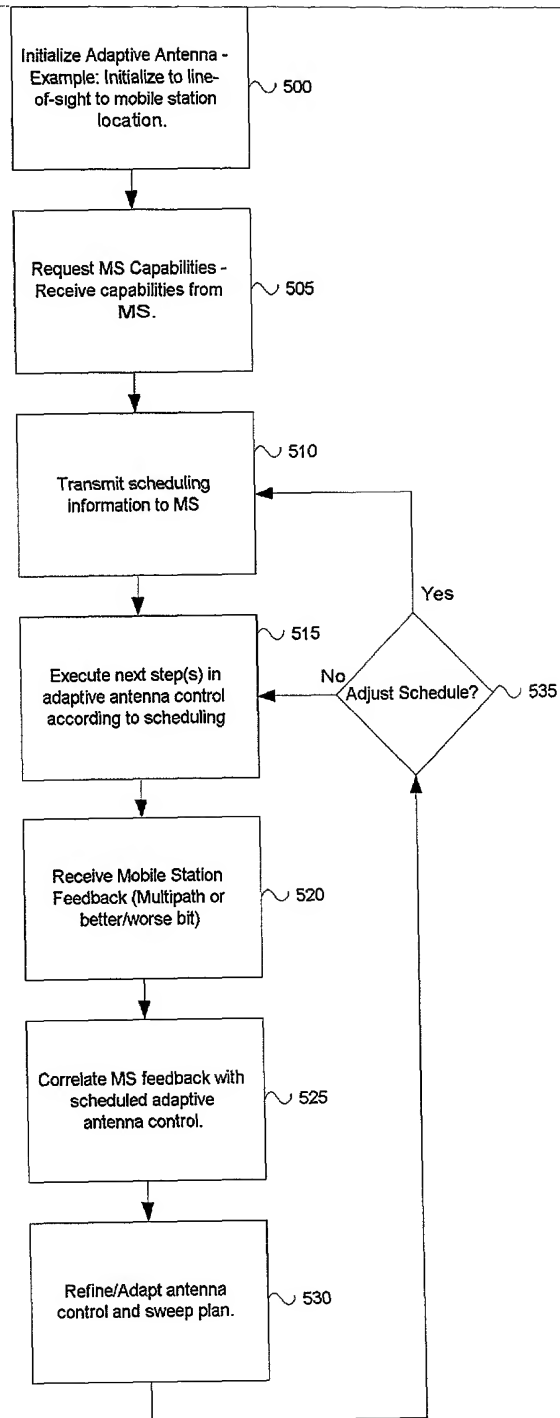 Initialize Adaptive Antenna -
Example: Initialize to line-
of-sight to mobile station
location.
500
Request MS Capabilities -
Receive capabilities from
MS.
505
510
Transmit scheduling
information to MS
Yes
515
Execute next step(s) in
adaptive antenna control
according to scheduling
No
Adjust Schedule?
535
Receive Mobile Station
Feedback (Multipath or
better/worse bit)
520
Correlate MS feedback with
scheduled adaptive
antenna control.
525
Refine/Adapt antenna
control and sweep plan.
530